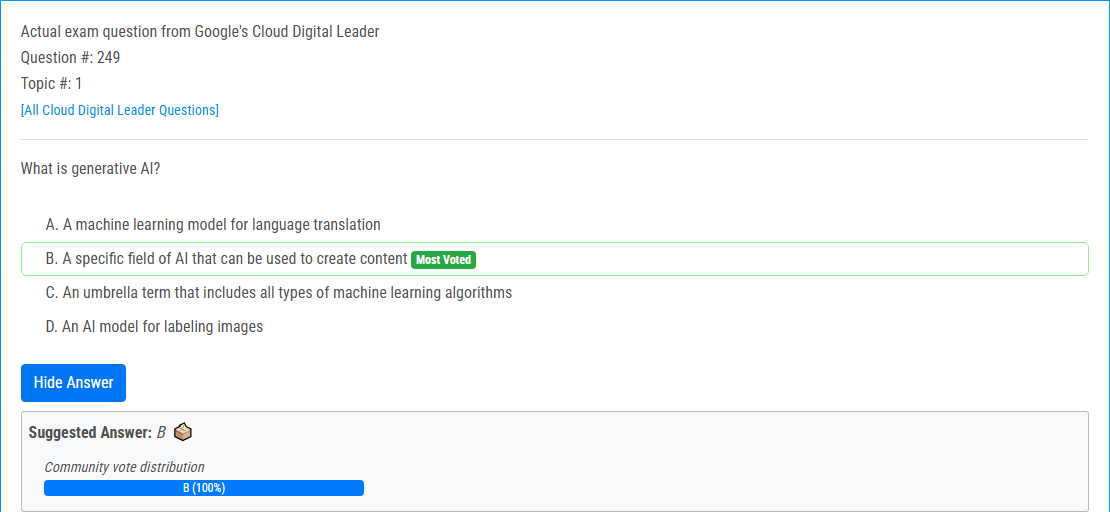 Actual exam question from Google's Cloud Digital Leader
Question #: 249
Topic #: 1
[All Cloud Digital Leader Questions]
What is generative AI?
A. A machine learning model for language translation
B. A specific field of AI that can be used to create content Most Voted
C. An umbrella term that includes all types of machine learning algorithms
D. An AI model for labeling images
Hide Answer
Suggested Answer: B
Community vote distribution
B (100%)